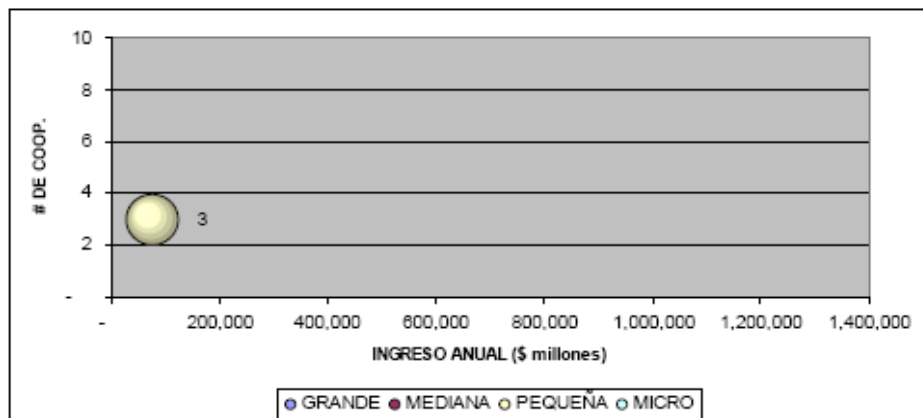 # DE COOP.
10
8
6
4
2
-
3
- 200,000 400,000 600,000 800,000 1,000,000 1,200,000 1,400,000
INGRESO ANUAL ($ millones)
GRANDE MEDIANA PEQUEÑA MICRO